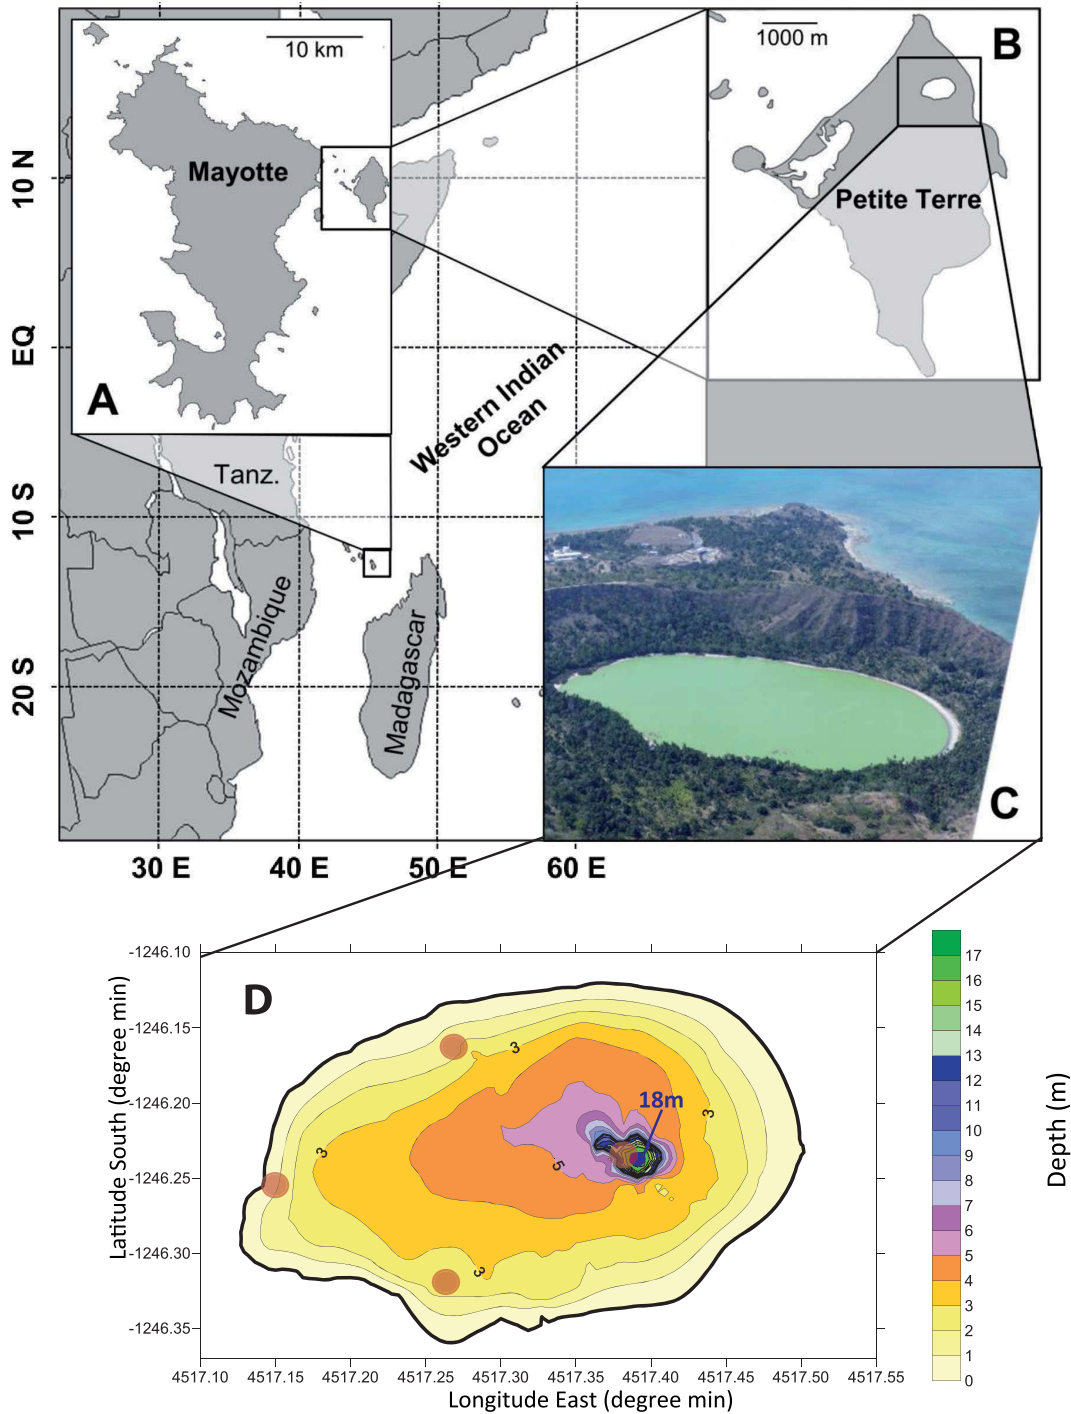 10 km
Mayotte
A
1000 m
B
Petite Terre
10 N
EQ
10 S
20 S
Western Indian
Ocean
Tanz.
Mozambique
Madagascar
C
30 E
40 E
50 E
60 E
D
-1246.10
-1246.15
-1246.20
-1246.25
-1246.30
-1246.35
Latitude South (degree min)
3
3
3
3
5
18m
4517.10
4517.15
4517.20
4517.25
4517.30
4517.35
4517.40
4517.45
4517.50
4517.55
Longitude East (degree min)
17
16
15
14
13
12
11
10
9
8
7
6
5
4
3
2
1
0
Depth (m)